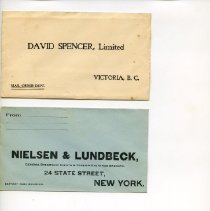 DAVID SPENCER, Limited
VICTORIA, B. C.
MAIL ORDER DEPT.
From
NIELSEN & LUNDBECK,
24 STATE STREET,
NEW YORK.